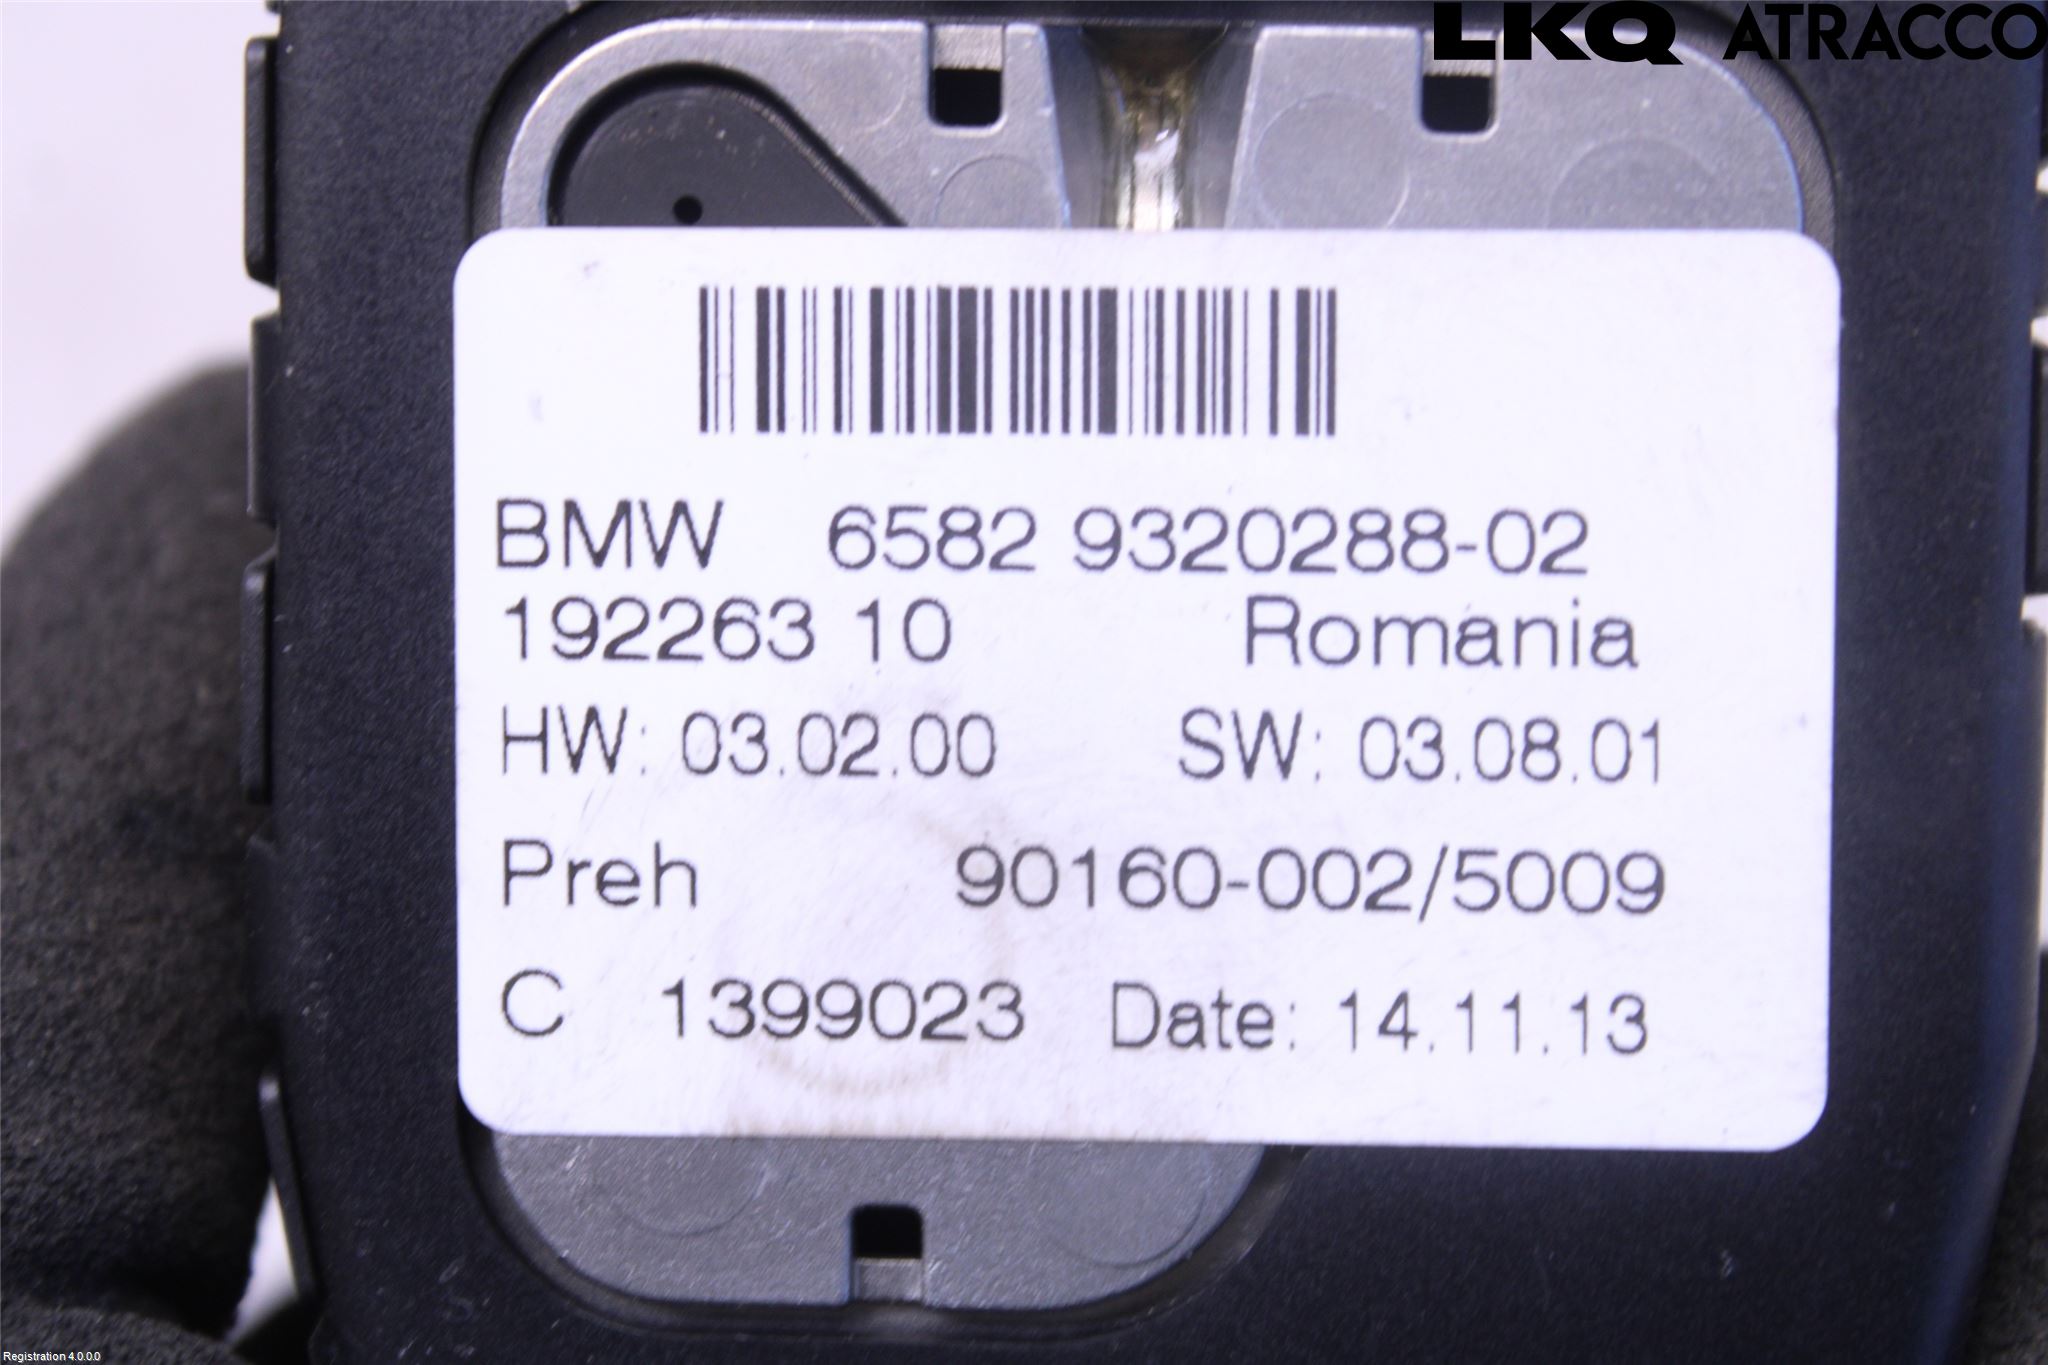 LKQ ATRACCO
BMW 6582 9320288-02
192263 10 Romania
HW: 03.02.00 SW: 03.08.01
Preh 90160-002/5009
C 1399023 Date: 14.11.13
Registration 4.0.0.0